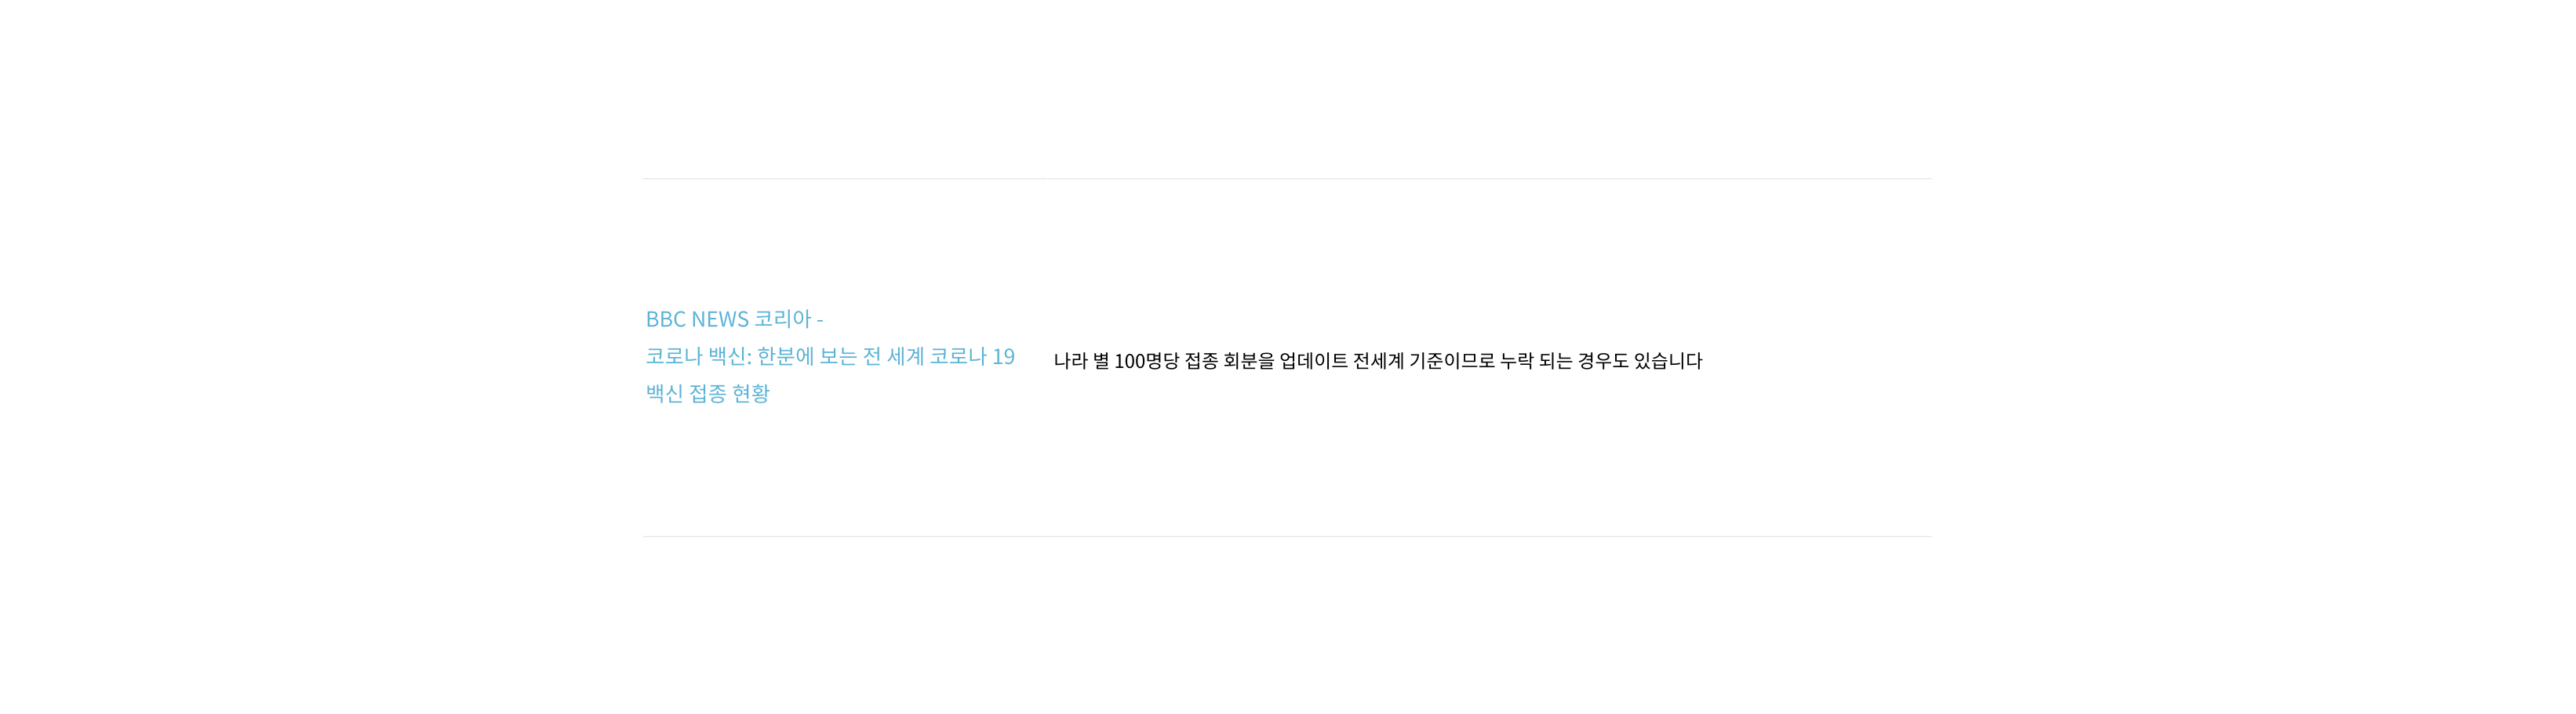 BBC NEWS 코리아 -
코로나 백신: 한분에 보는 전 세계 코로나 19
백신 접종 현황
나라 별 100명당 접종 회분을 업데이트 전세계 기준이므로 누락 되는 경우도 있습니다